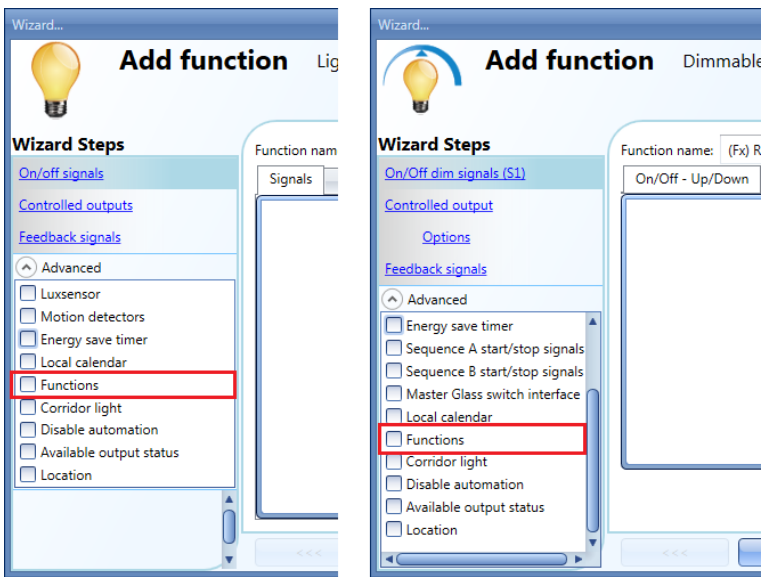 Wizard...
Add function Lig
Wizard Steps
On/off signals
Controlled outputs
Feedback signals
Advanced
Luxsensor
Motion detectors
Energy save timer
Local calendar
Functions
Corridor light
Disable automation
Available output status
Location
Function nam
Signals
<<<
Wizard...
Add function Dimmable
Wizard Steps
On/Off dim signals (S1)
Controlled output
Options
Feedback signals
Advanced
Energy save timer
Sequence A start/stop signals
Sequence B start/stop signals
Master Glass switch interface
Local calendar
Functions
Corridor light
Disable automation
Available output status
Location
Function name: (Fx) R
On/Off - Up/Down
<<<